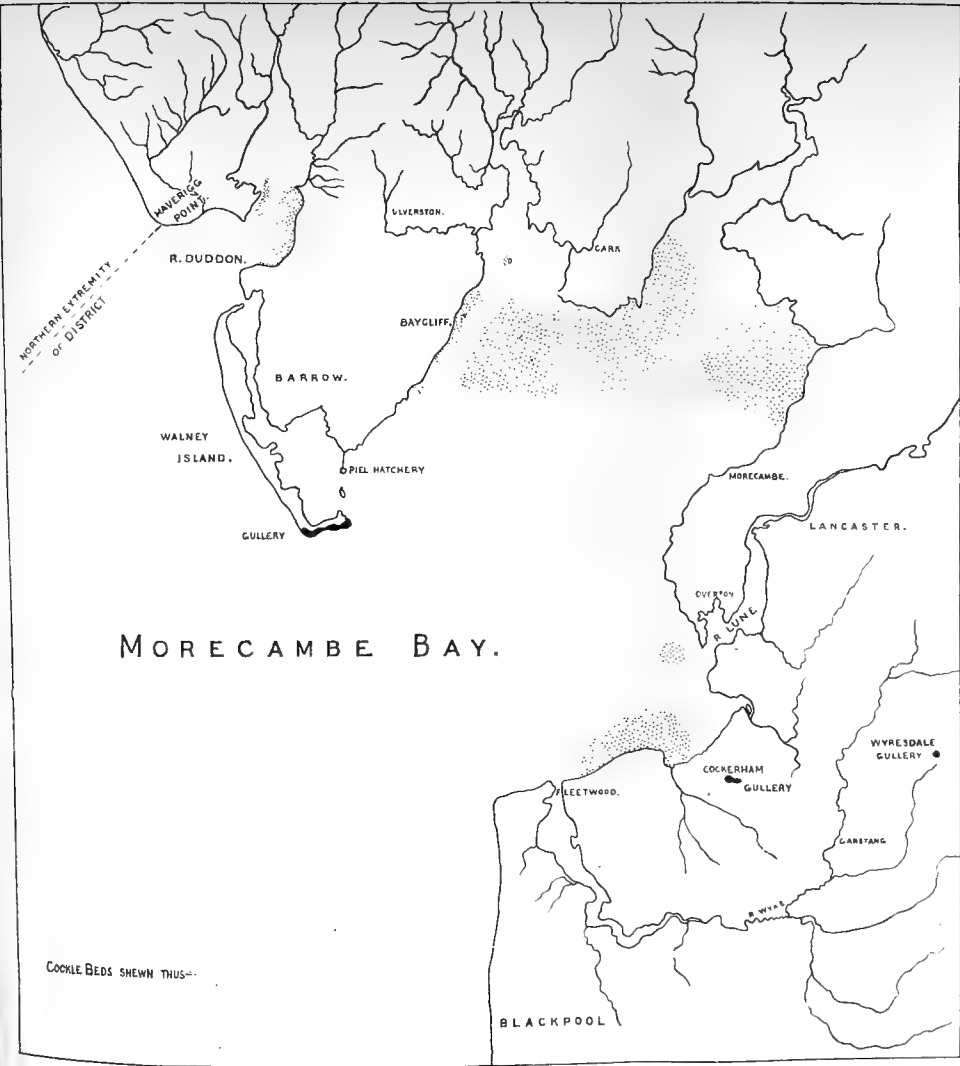 HAVERIGG
POINT.
NORTHERN EXTREMITY
OF DISTRICT
R. DUDDON.
ULVERSTON.
CARK
BAYCLIFF.
BARROW.
WALNEY
ISLAND.
PIEL HATCHERY
GULLERY
MORECAMBE.
LANCASTER.
OVERTON
R LUNE
MORECAMBE BAY.
WYRESDALE
GULLERY
COCKERHAM
GULLERY
FLEETWOOD.
GARSTANG
R WYRE
COCKLE BEDS SHEWN THUS
BLACKPOOL